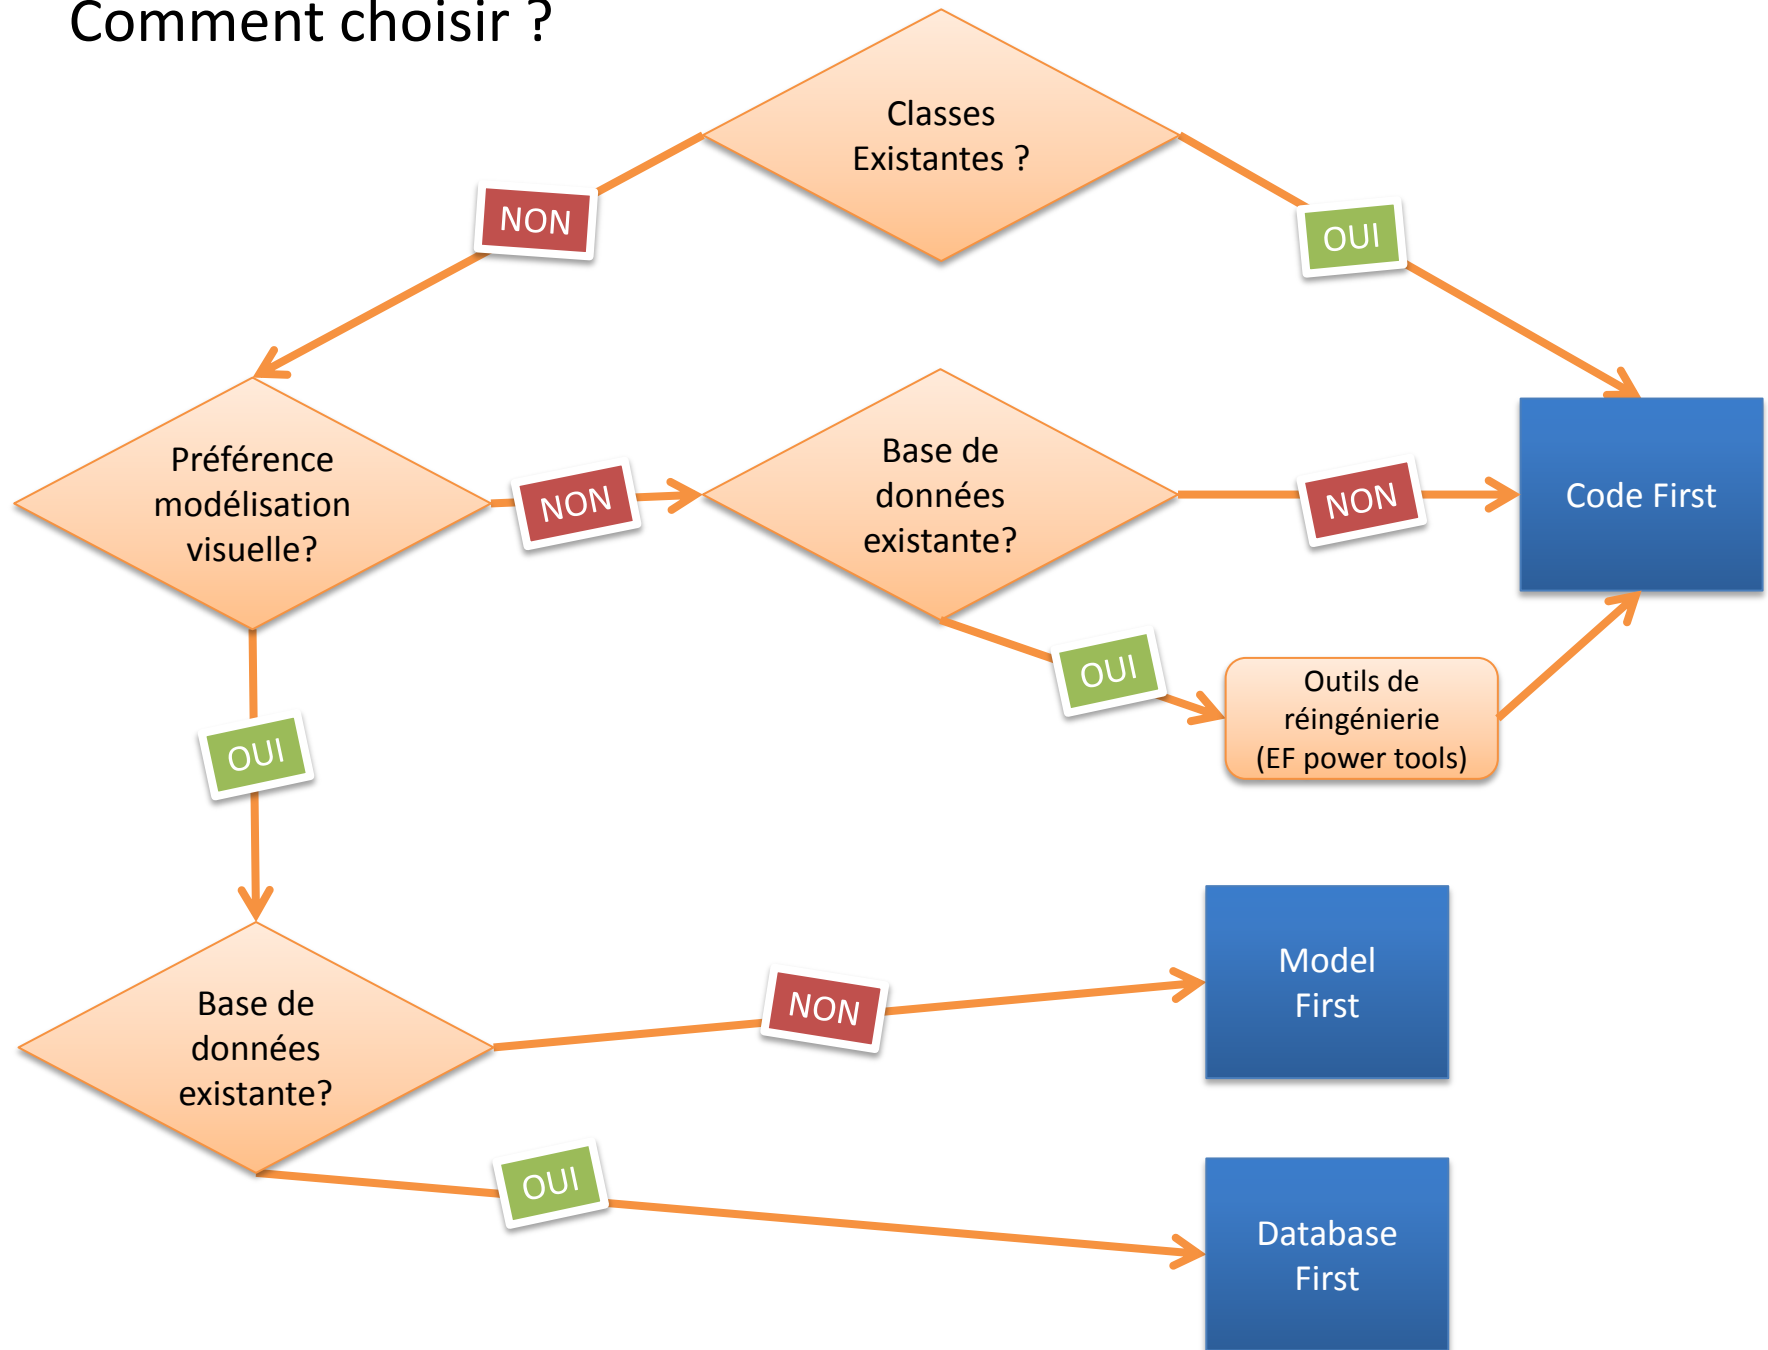 Comment choisir ?
Classes
Existantes ?
NON
OUI
Préférence
modélisation
visuelle?
NON
Base de
données
existante?
NON
Code First
OUI
Outils de
réingénierie
(EF power tools)
OUI
Base de
données
existante?
NON
Model
First
OUI
Database
First